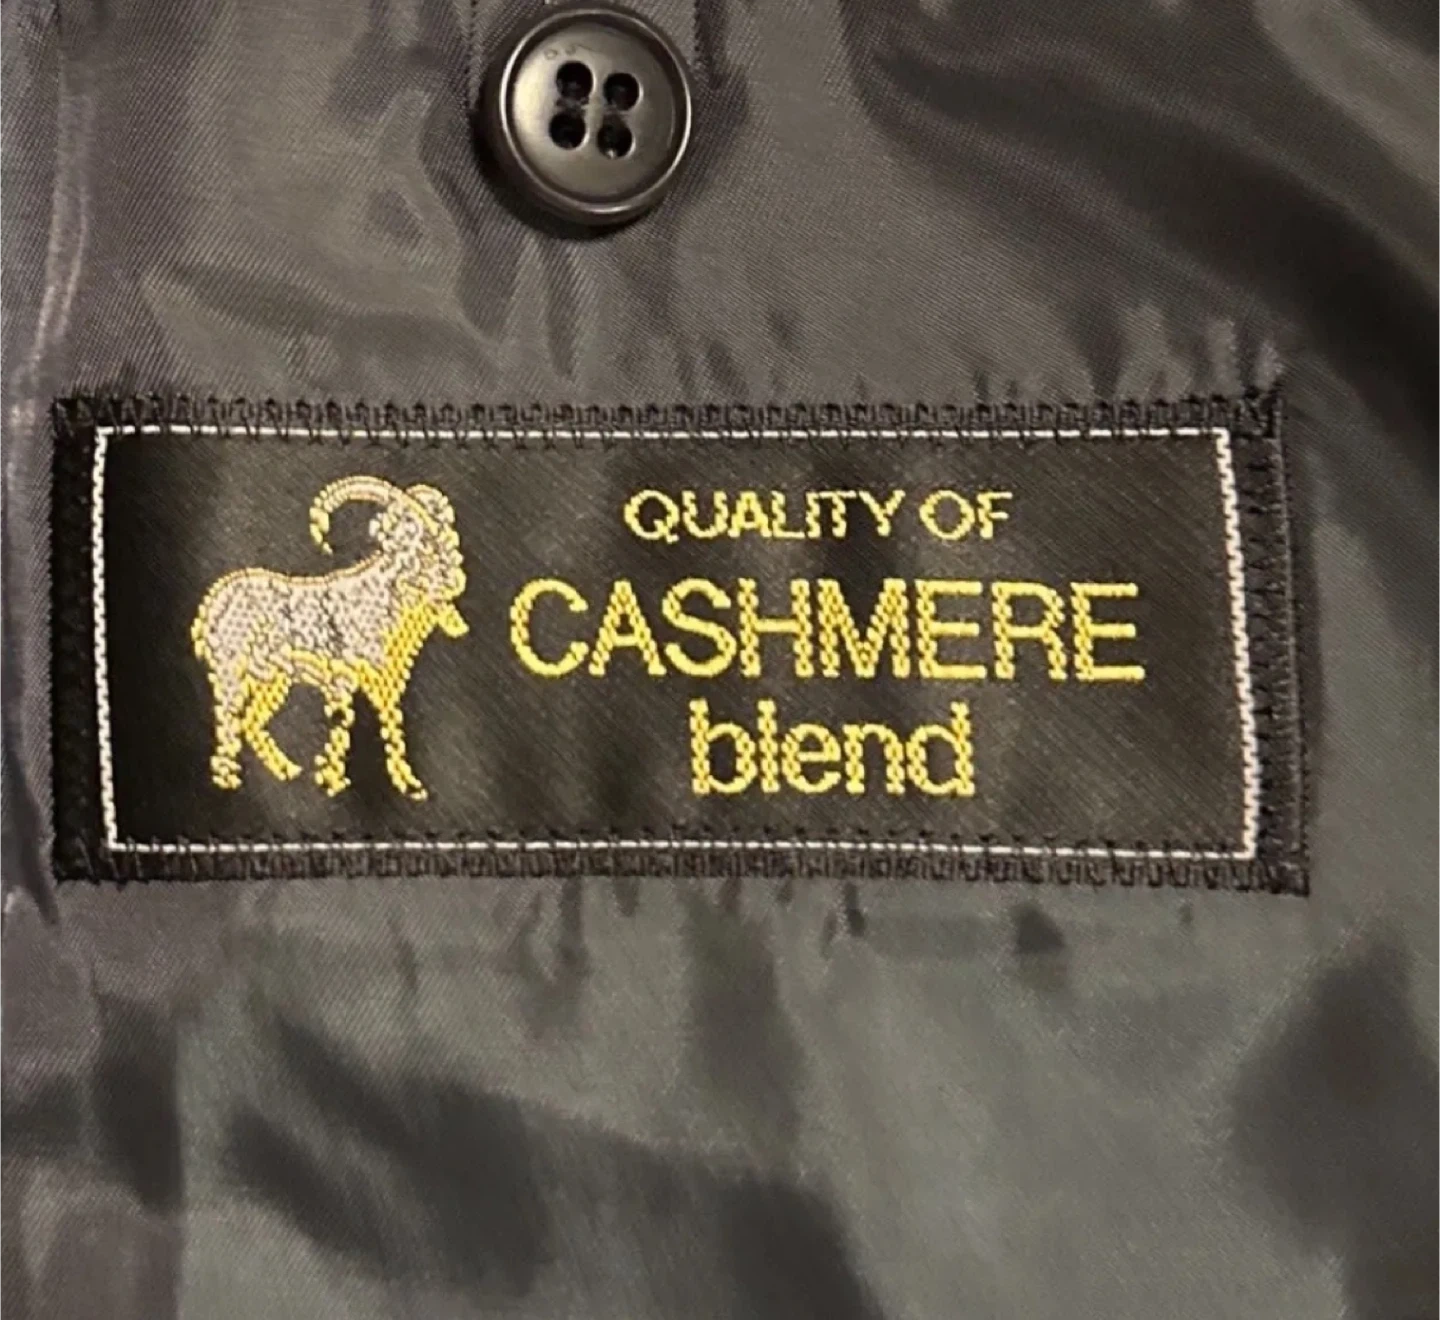 QUALITY OF
CASHMERE
blend